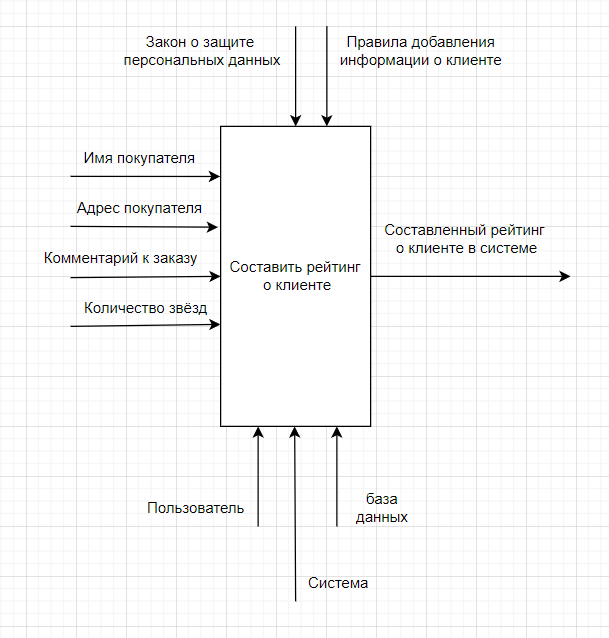 Закон о защите
персональных данных
Правила добавления
информации о клиенте
Имя покупателя
Адрес покупателя
Комментарий к заказу
Количество звёзд
Составить рейтинг
о клиенте
Составленный рейтинг
о клиенте в системе
Пользователь
база
данных
Система